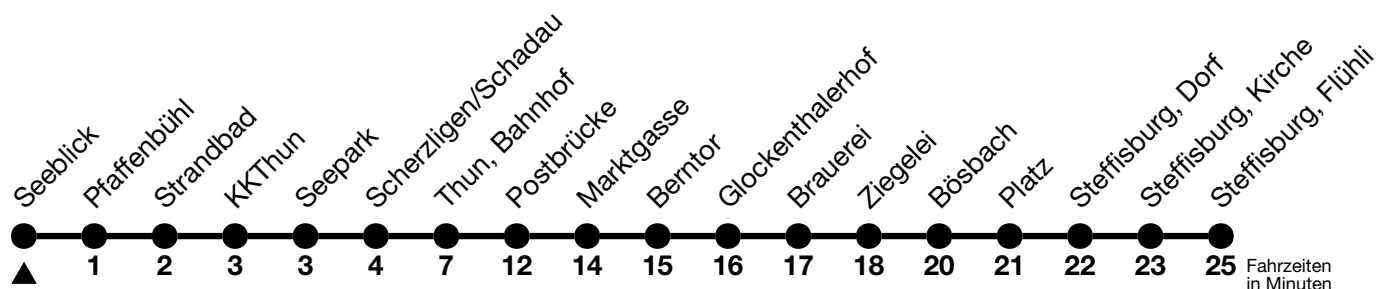 Seeblick
Pfaffenbühl
Strandbad
KKThun
Seepark
Scherzligen/Schadau
Thun, Bahnhof
Postbrücke
Marktgasse
Berntor
Glockenthalerhof
Brauerei
Ziegelei
Bösbach
Platz
Steffisburg, Dorf
Steffisburg, Kirche
Steffisburg, Flühli
1 2 3 3 4 7 12 14 15 16 17 18 20 21 22 23 25 Fahrzeiten
in Minuten